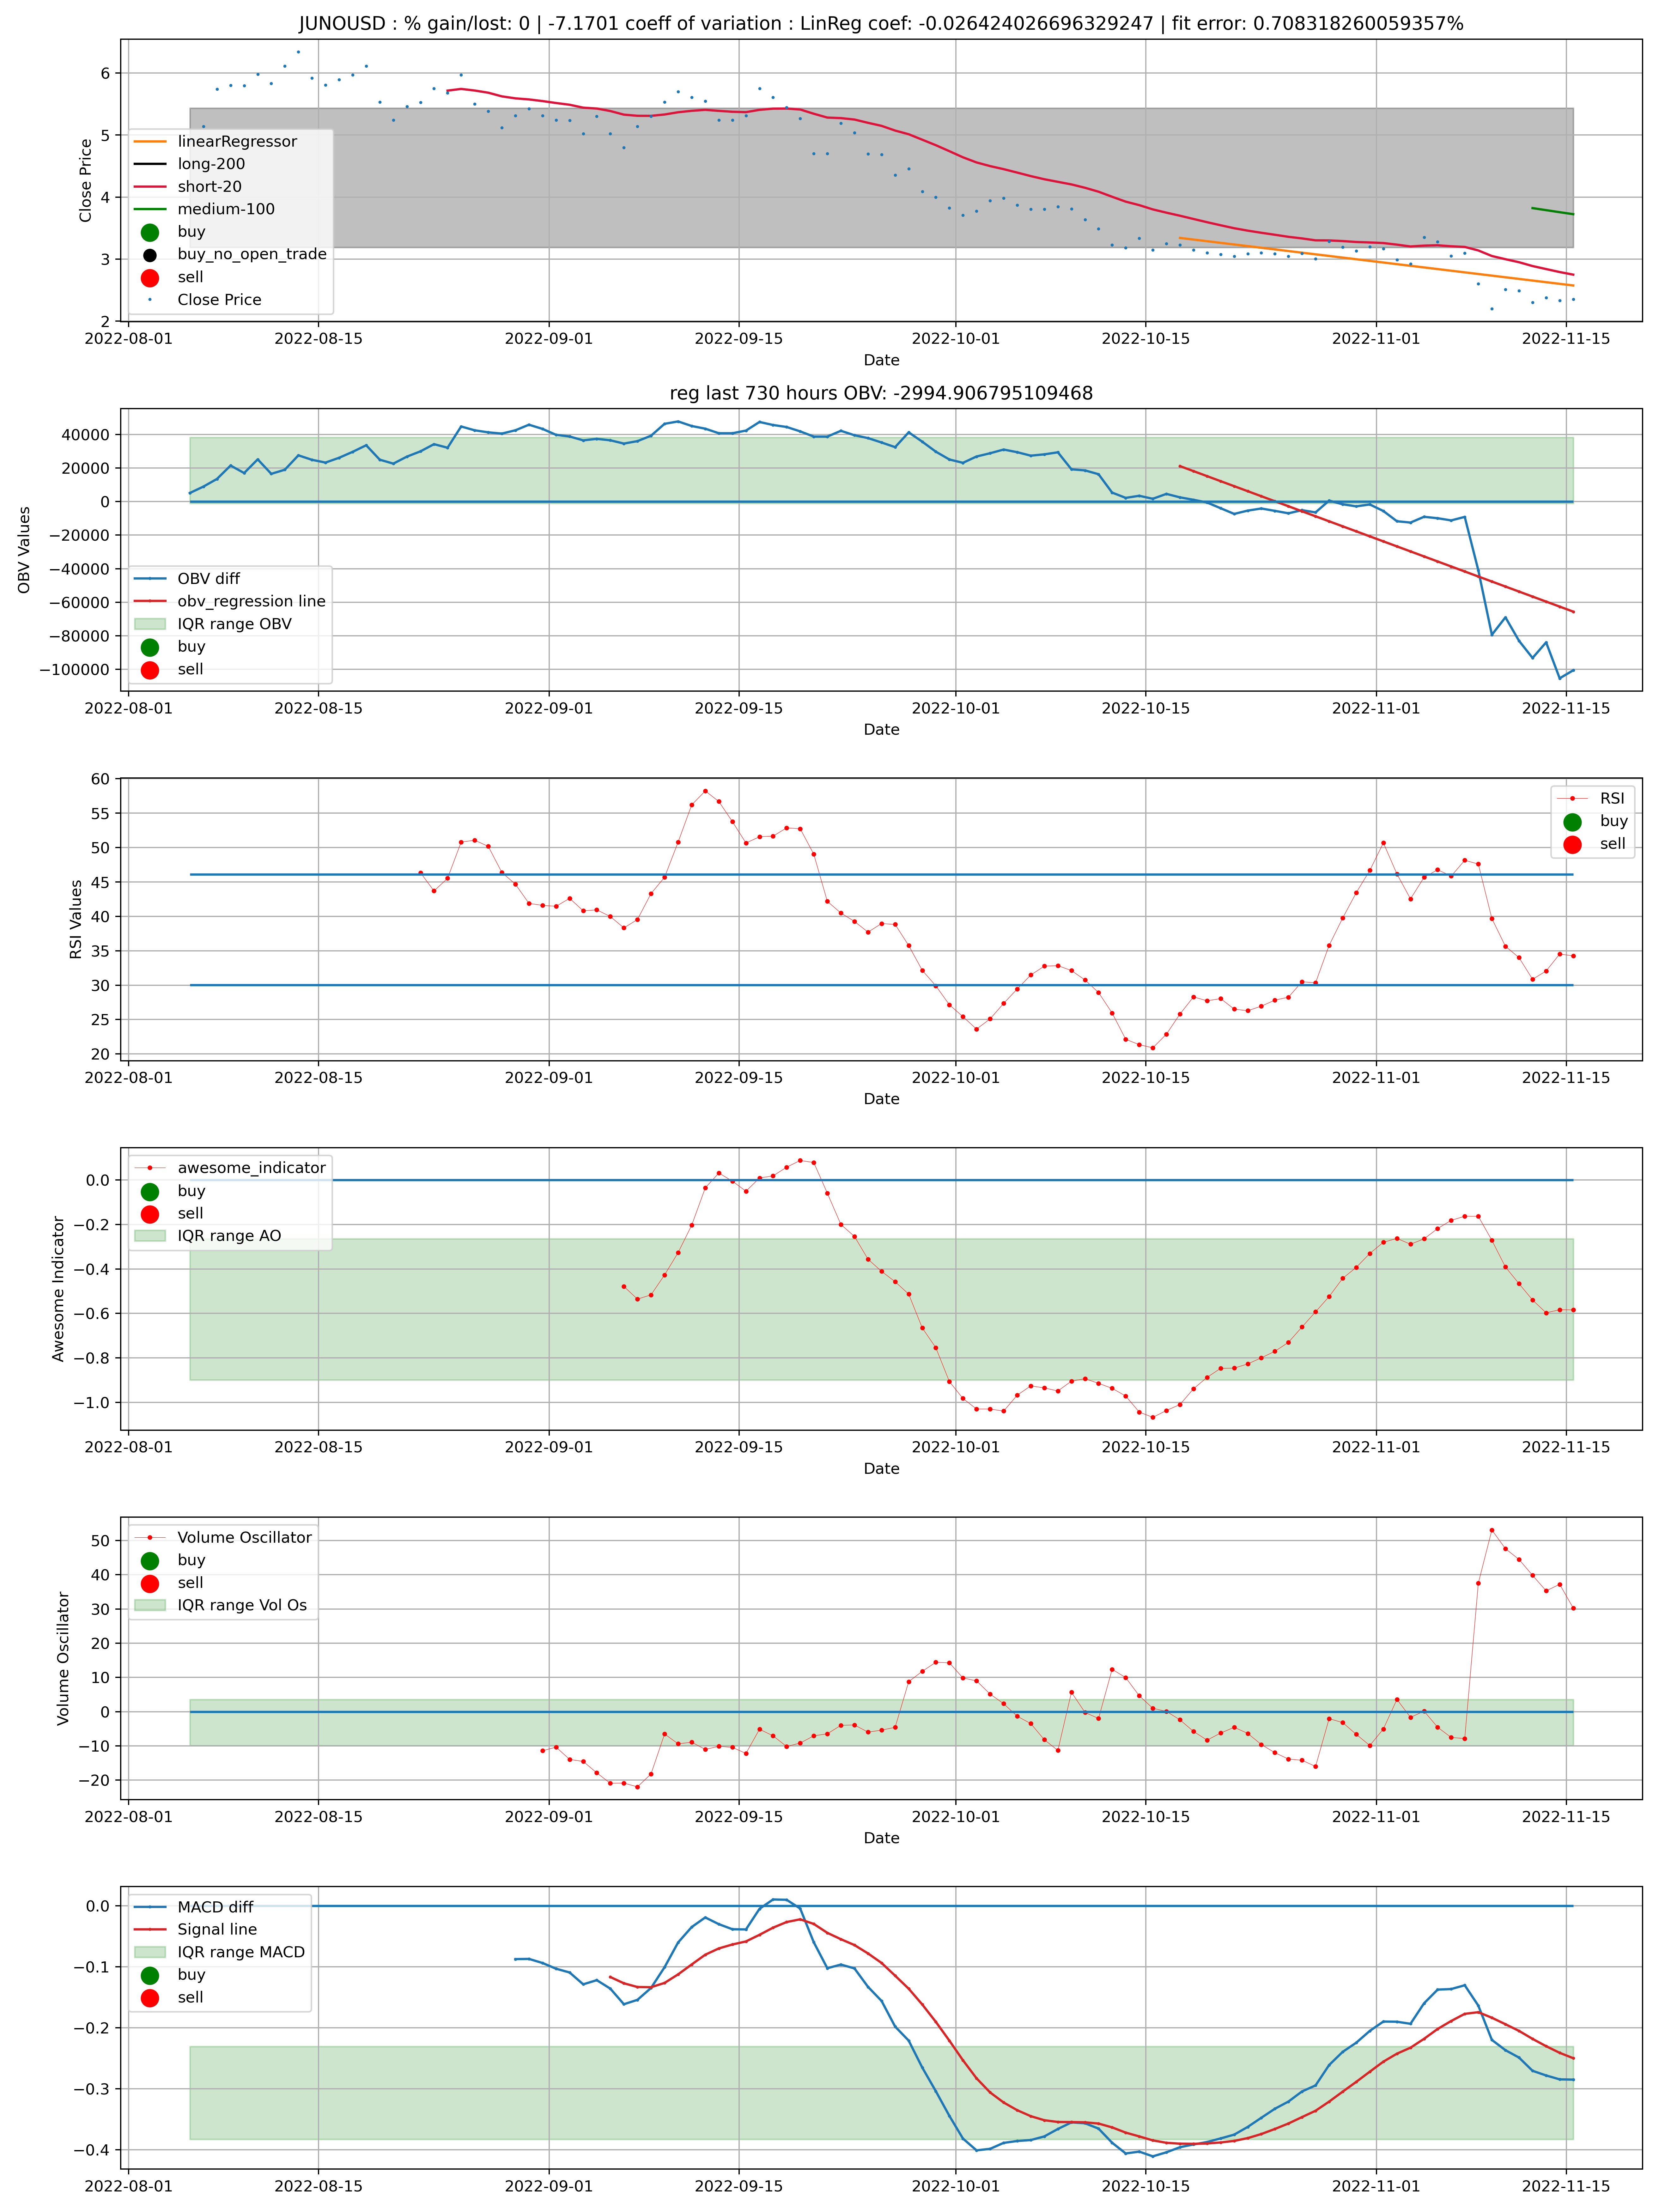 JUNOUSD : % gain/lost: 0 | -7.1701 coeff of variation : LinReg coef: -0.026424026696329247 | fit error: 0.708318260059357%
6
5
4
3
2
Close Price
linearRegressor
long-200
short-20
medium-100
buy
buy_no_open_trade
sell
Close Price
2022-08-01 2022-08-15 2022-09-01 2022-09-15 2022-10-01 2022-10-15 2022-11-01 2022-11-15
Date
reg last 730 hours OBV: -2994.906795109468
40000
20000
0
−20000
−40000
−60000
−80000
−100000
OBV Values
OBV diff
obv_regression line
IQR range OBV
buy
sell
2022-08-01 2022-08-15 2022-09-01 2022-09-15 2022-10-01 2022-10-15 2022-11-01 2022-11-15
Date
60
55
50
45
40
35
30
25
20
RSI Values
RSI
buy
sell
2022-08-01 2022-08-15 2022-09-01 2022-09-15 2022-10-01 2022-10-15 2022-11-01 2022-11-15
Date
0.0
−0.2
−0.4
−0.6
−0.8
−1.0
Awesome Indicator
awesome_indicator
buy
sell
IQR range AO
2022-08-01 2022-08-15 2022-09-01 2022-09-15 2022-10-01 2022-10-15 2022-11-01 2022-11-15
Date
50
40
30
20
10
0
−10
−20
Volume Oscillator
Volume Oscillator
buy
sell
IQR range Vol Os
2022-08-01 2022-08-15 2022-09-01 2022-09-15 2022-10-01 2022-10-15 2022-11-01 2022-11-15
Date
0.0
−0.1
−0.2
−0.3
−0.4
MACD diff
Signal line
IQR range MACD
buy
sell
2022-08-01 2022-08-15 2022-09-01 2022-09-15 2022-10-01 2022-10-15 2022-11-01 2022-11-15